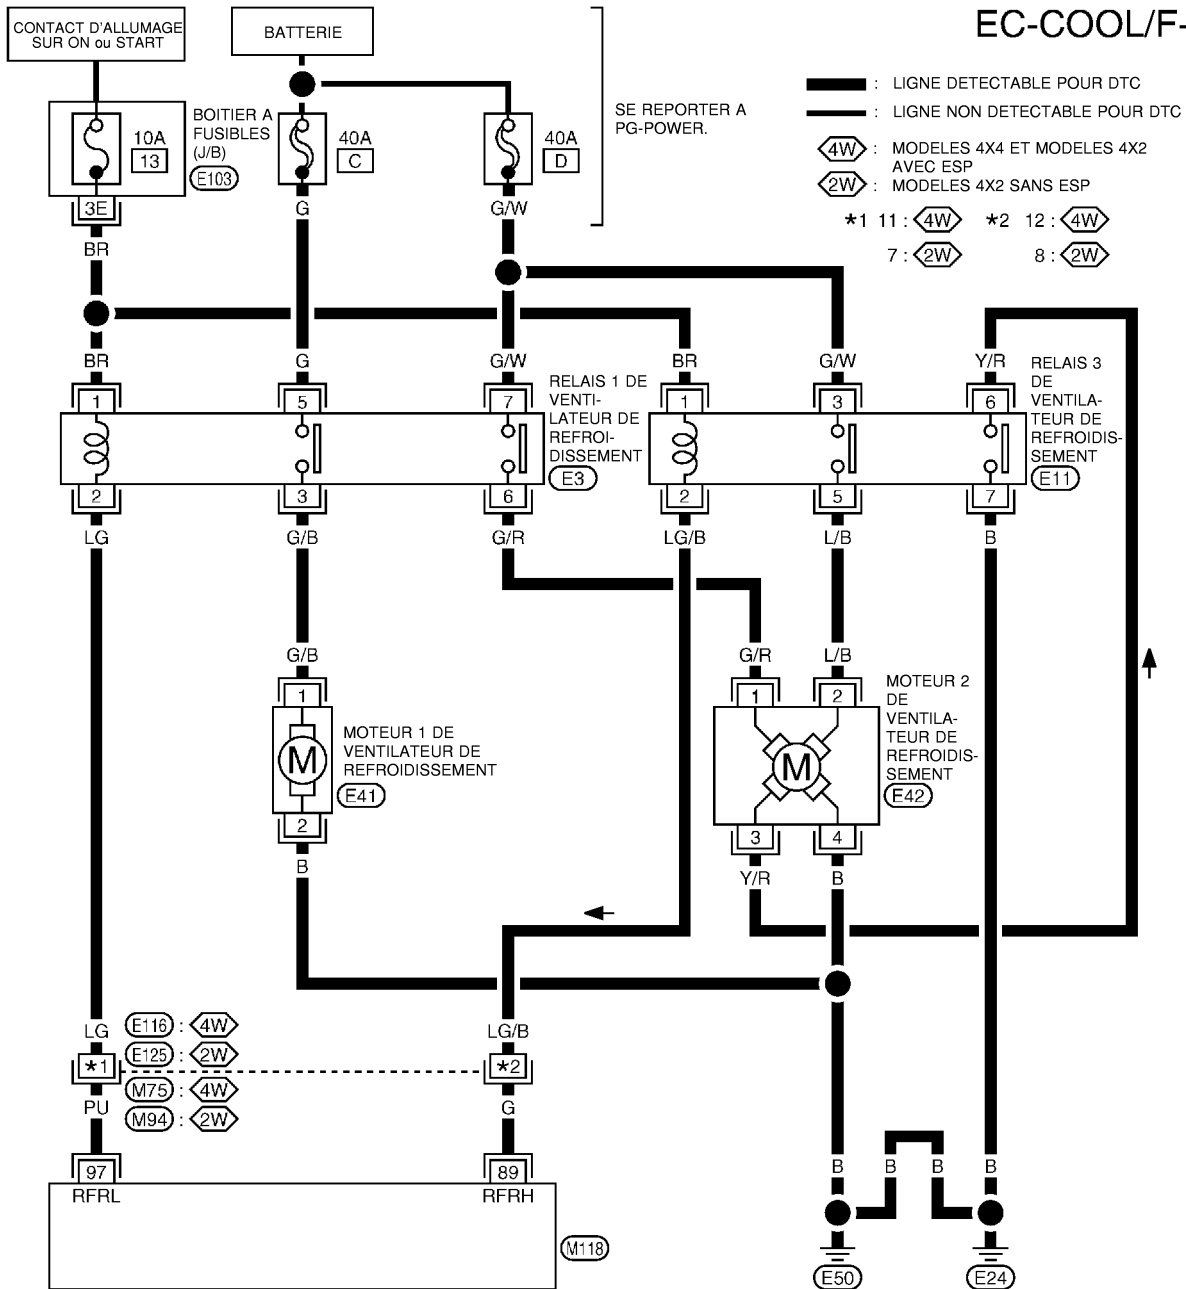 EC-COOL/F-
CONTACT D'ALLUMAGE
SUR ON ou START
BATTERIE
10A
13
BOITIER A
FUSIBLES
(J/B)
E103
40A
C
40A
D
SE REPORTER A
PG-POWER.
: LIGNE DETECTABLE POUR DTC
: LIGNE NON DETECTABLE POUR DTC
4W : MODELES 4X4 ET MODELES 4X2
AVEC ESP
2W : MODELES 4X2 SANS ESP
*1 11 : 4W *2 12 : 4W
7 : 2W 8 : 2W
3E
G
G/W
BR
BR
G
G/W
BR
G/W
Y/R
1
5
7
RELAIS 1 DE
VENTI-
LATEUR DE
REFROI-
DISSEMENT
E3
1
3
6
RELAIS 3
DE
VENTILA-
TEUR DE
REFROIDIS-
SEMENT
E11
2
3
6
2
5
7
LG
G/B
G/R
LG/B
L/B
B
G/B
G/R
L/B
1
M
2
MOTEUR 1 DE
VENTILATEUR DE
REFROIDISSEMENT
E41
1
2
M
3
4
MOTEUR 2
DE
VENTILA-
TEUR DE
REFROIDIS-
SEMENT
E42
B
Y/R
B
LG
E116 : 4W
LG/B
E125 : 2W
*1
*2
M75 : 4W
PU
M94 : 2W
G
97
89
RFRL
RFRH
M118
B
B
B
B
E50
E24